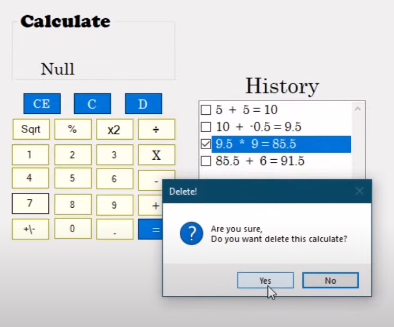 Calculate
Null
CE C D
Sqrt % x2 ÷
1 2 3 X
4 5 6 -
7 8 9 +
+\- 0 . =
History
5 + 5 = 10
10 + -0.5 = 9.5
9.5 * 9 = 85.5
85.5 + 6 = 91.5
Delete!
Are you sure,
Do you want delete this calculate?
Yes No